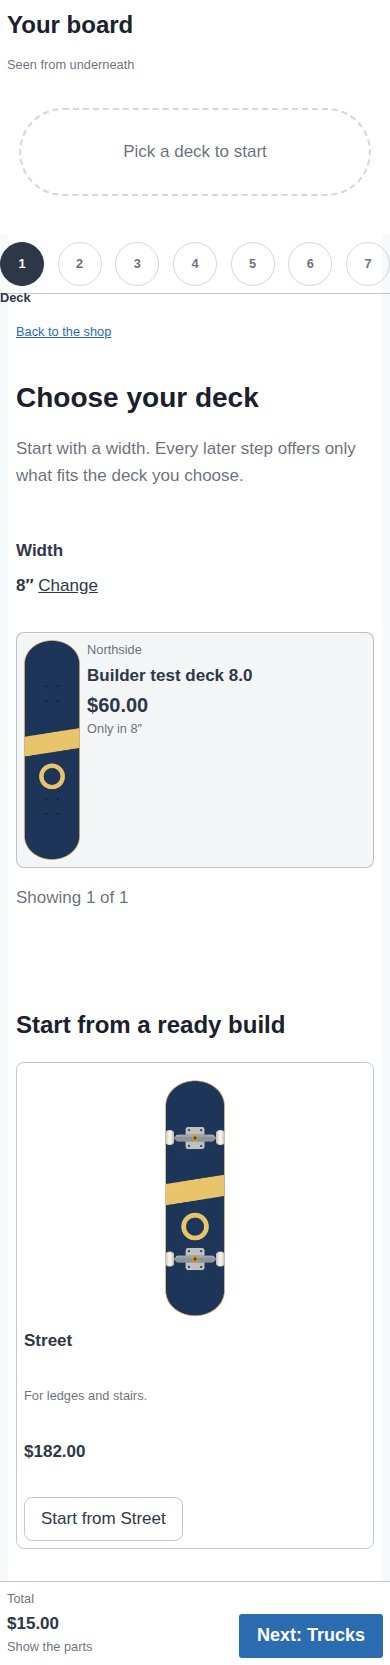 Your board
Seen from underneath
Pick a deck to start
1 2 3 4 5 6 7
Deck
Back to the shop
Choose your deck
Start with a width. Every later step offers only
what fits the deck you choose.
Width
8″ Change
Northside
Builder test deck 8.0
$60.00
Only in 8″
Showing 1 of 1
Start from a ready build
Street
For ledges and stairs.
$182.00
Start from Street
Total
$15.00
Show the parts
Next: Trucks